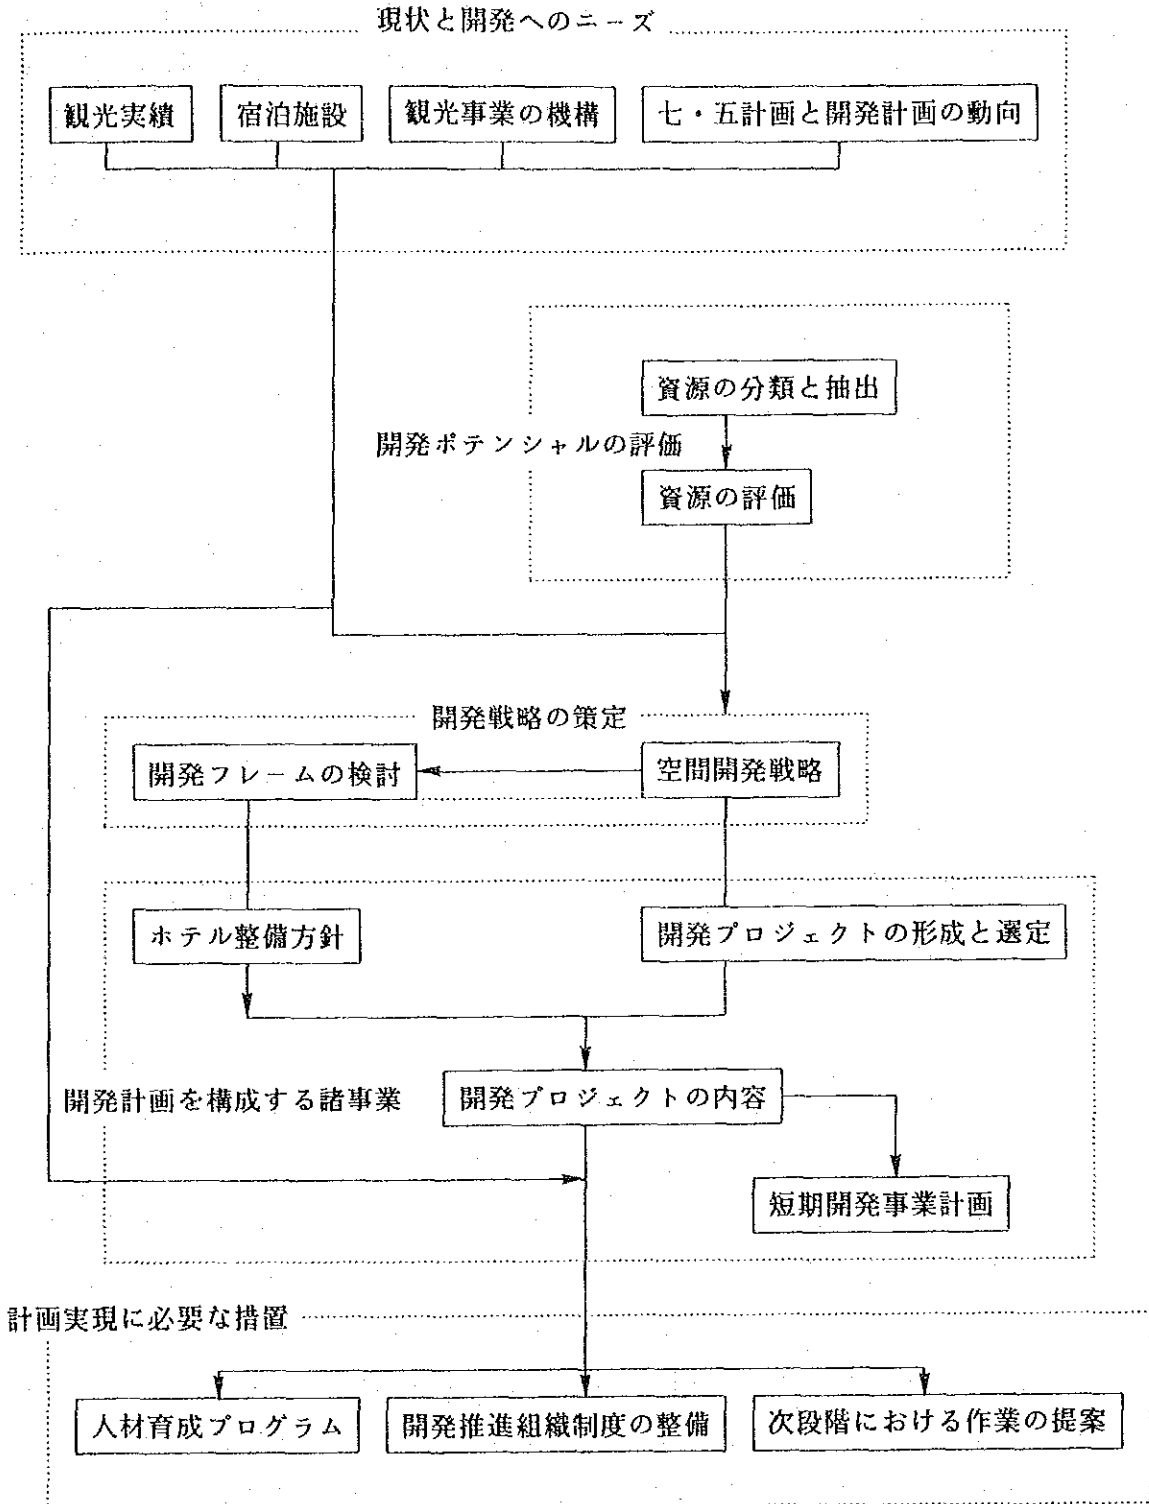 現状と開発へのニーズ
観光実績
宿泊施設
観光事業の機構
七・五計画と開発計画の動向
資源の分類と抽出
開発ポテンシャルの評価
資源の評価
開発戦略の策定
開発フレームの検討
空間開発戦略
ホテル整備方針
開発プロジェクトの形成と選定
開発計画を構成する諸事業
開発プロジェクトの内容
短期開発事業計画
計画実現に必要な措置
人材育成プログラム
開発推進組織制度の整備
次段階における作業の提案